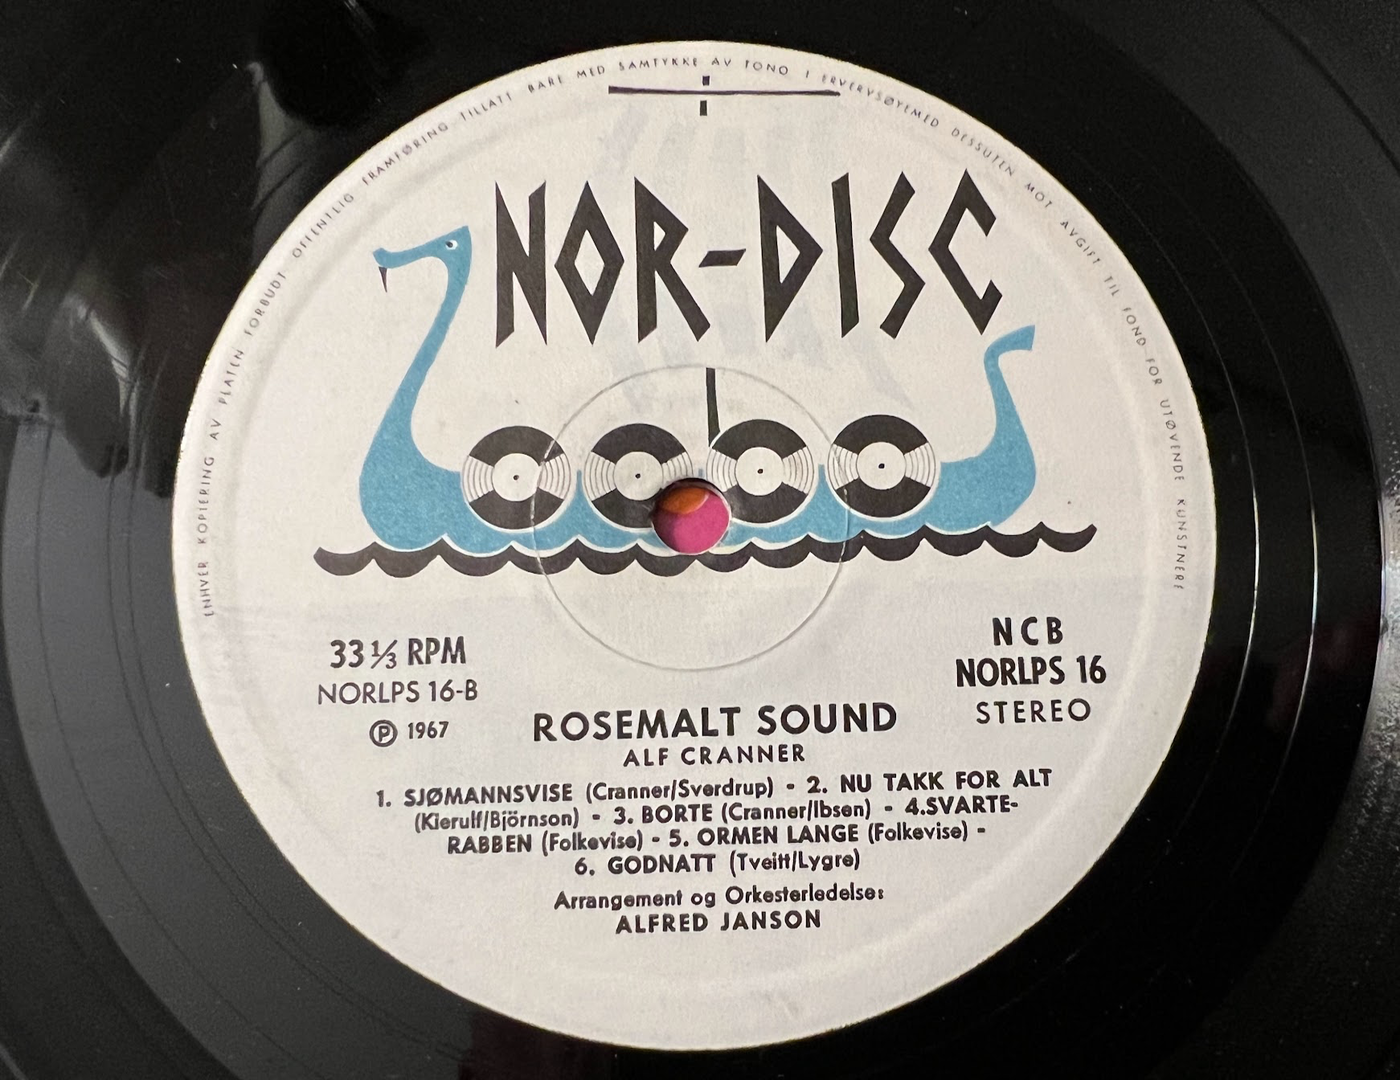 ENHVER KOPIERING AV PLATEN FORBUDT OFFENTLIG FRAMFØRING TILLATT BARE MED SAMTYKKE AV TONO I ERVERVSØYEMED DESSUTEN MOT AVGIFT TIL FOND FOR UTØVENDE KUNSTNERE
NOR-DISC
33 1/3 RPM
NORLPS 16-B
Ⓟ 1967
NCB
NORLPS 16
STEREO
ROSEMALT SOUND
ALF CRANNER
1. SJØMANNSVISE (Cranner/Sverdrup) - 2. NU TAKK FOR ALT
(Kierulf/Björnson) - 3. BORTE (Cranner/Ibsen) - 4.SVARTE-
RABBEN (Folkevise) - 5. ORMEN LANGE (Folkevise) -
6. GODNATT (Tveitt/Lygre)
Arrangement og Orkesterledelse:
ALFRED JANSON